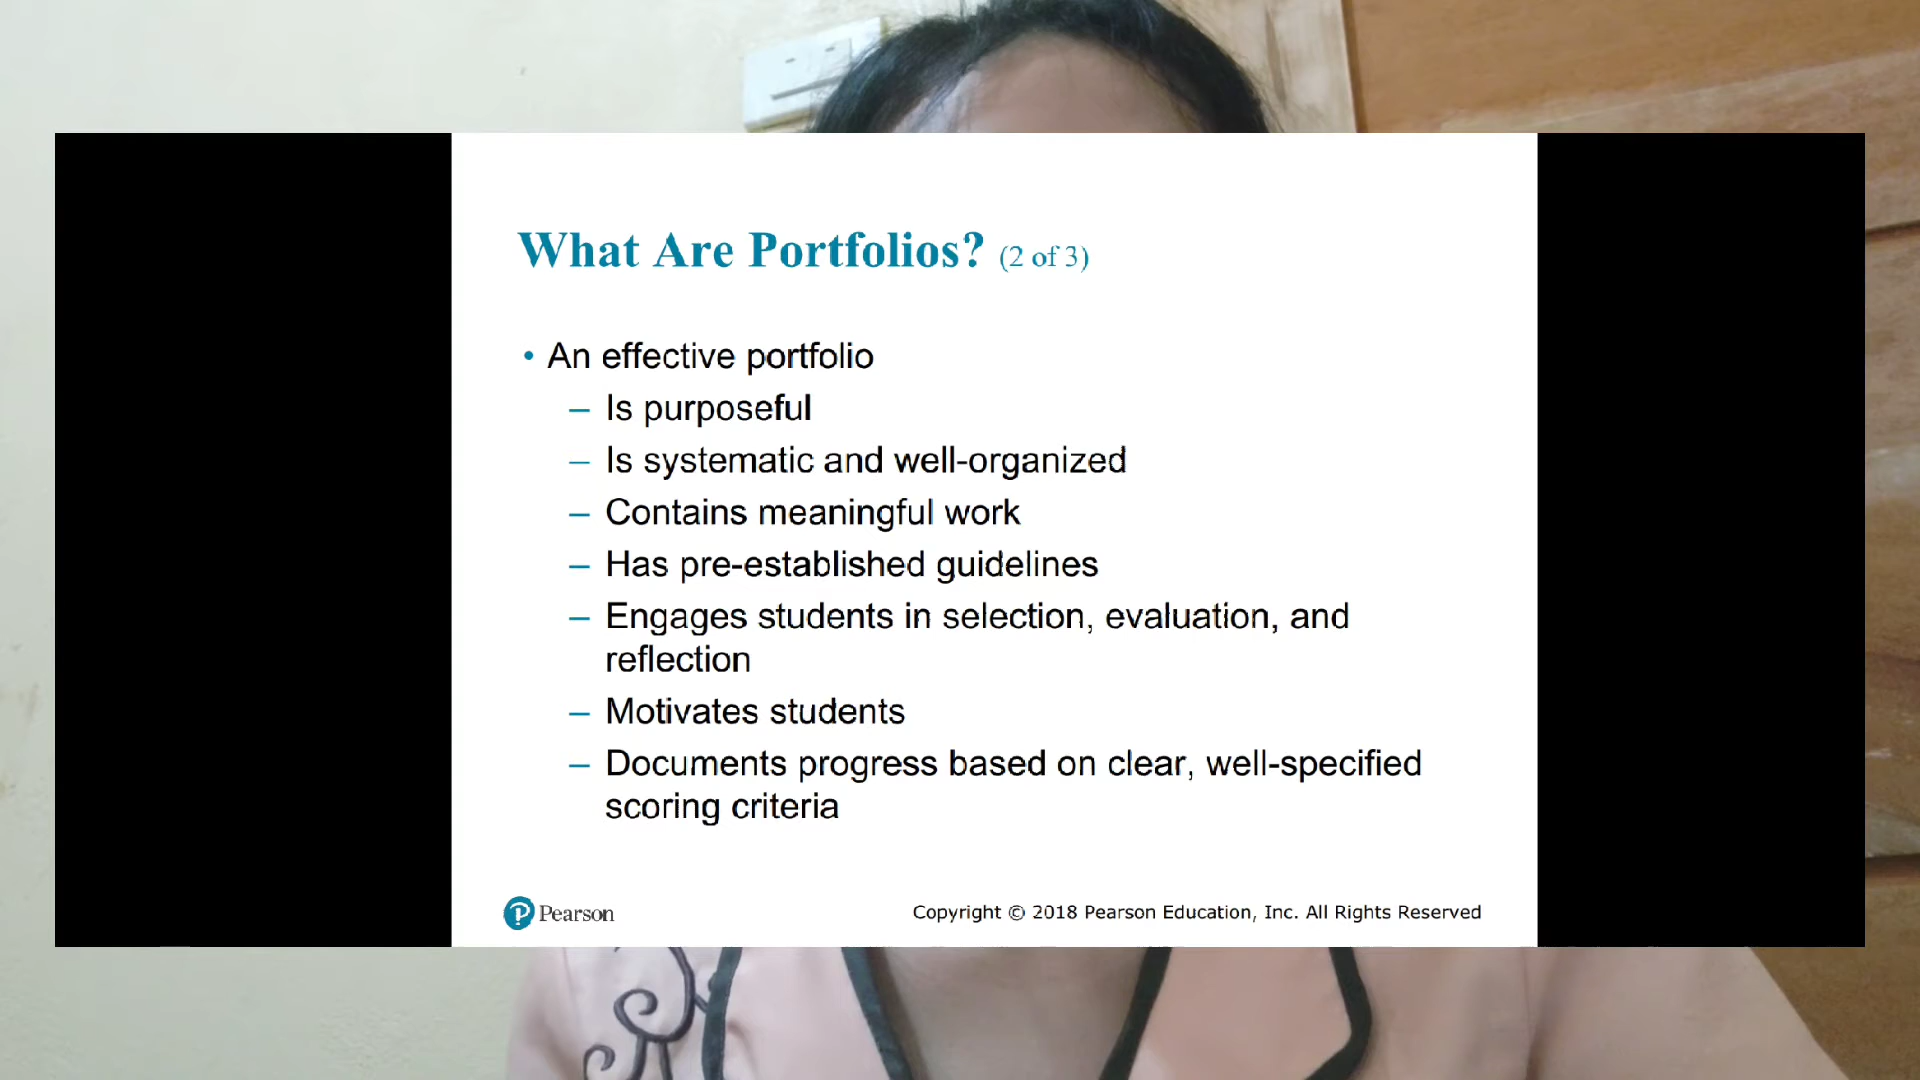 What Are Portfolios? (2 of 3)
• An effective portfolio
– Is purposeful
– Is systematic and well-organized
– Contains meaningful work
– Has pre-established guidelines
– Engages students in selection, evaluation, and
reflection
– Motivates students
– Documents progress based on clear, well-specified
scoring criteria
Pearson
Copyright © 2018 Pearson Education, Inc. All Rights Reserved